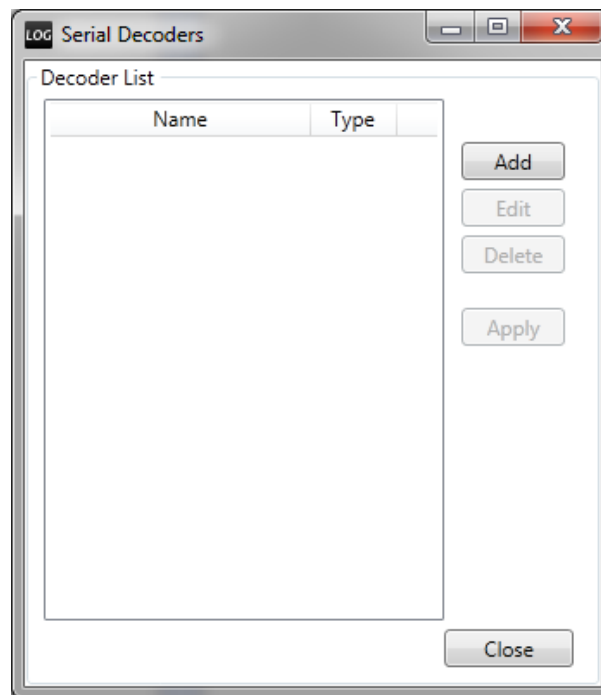 LOG Serial Decoders
Decoder List
Name Type
Add
Edit
Delete
Apply
Close